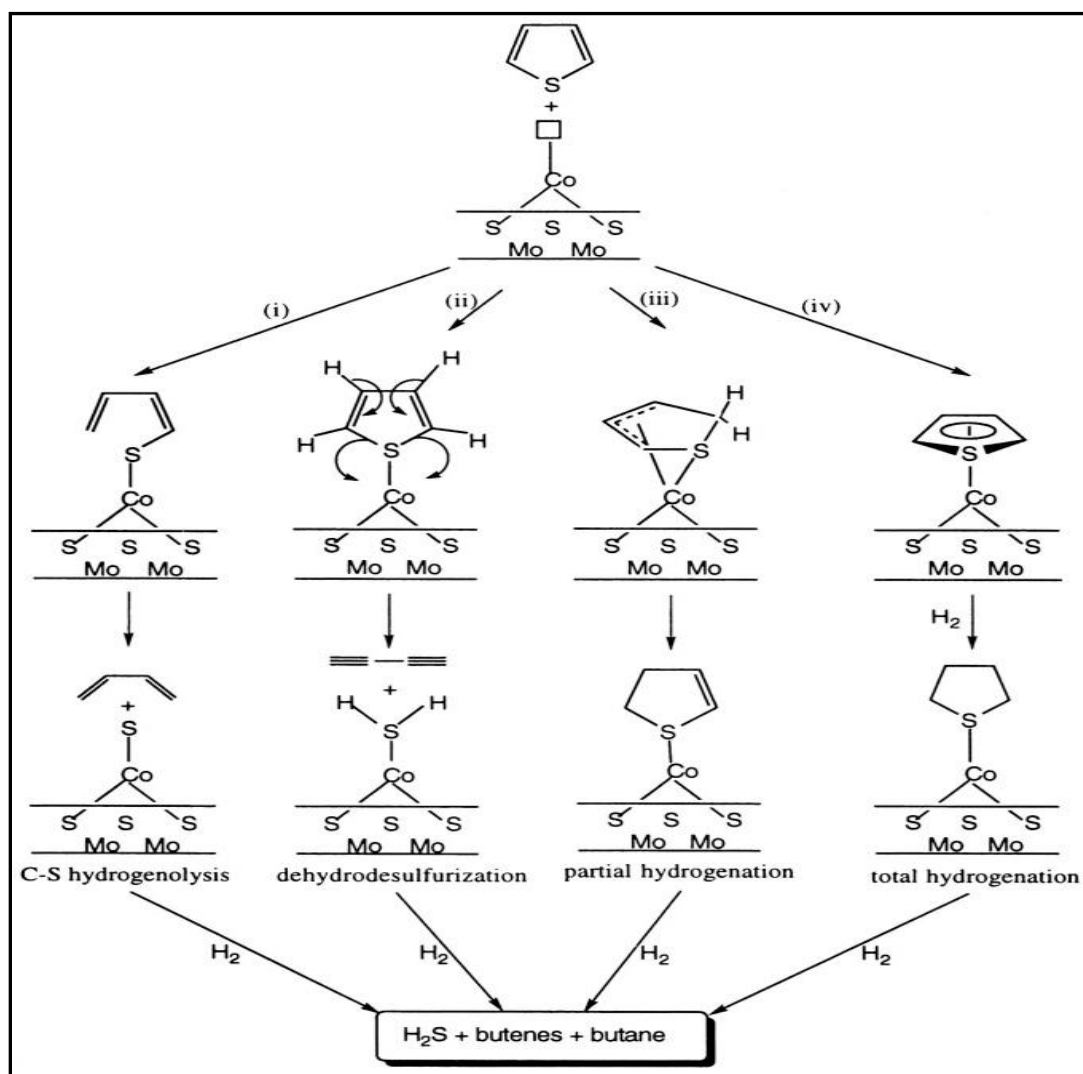 S
+
Co
S S S
Mo Mo
(i) (ii) (iii) (iv)
H H
H
H H H
S S S S
Co Co Co Co
S S S S S S S S S S S S
Mo Mo Mo Mo Mo Mo Mo Mo
H2
+ +
S H H
S S S
Co Co Co Co
S S S S S S S S S S S S
Mo Mo Mo Mo Mo Mo Mo Mo
C-S hydrogenolysis dehydrodesulfurization partial hydrogenation total hydrogenation
H2 H2 H2 H2
H2S + butenes + butane